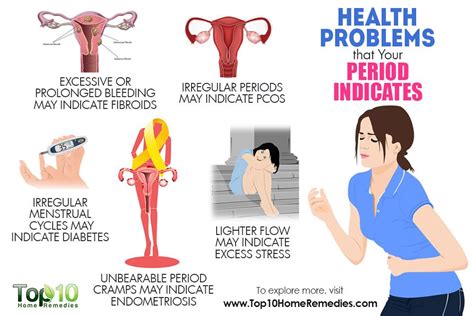 HEALTH
PROBLEMS
that Your
PERIOD
INDICATES
EXCESSIVE OR
PROLONGED BLEEDING
MAY INDICATE FIBROIDS
IRREGULAR PERIODS
MAY INDICATE PCOS
IRREGULAR
MENSTRUAL
CYCLES MAY
INDICATE DIABETES
UNBEARABLE PERIOD
CRAMPS MAY INDICATE
ENDOMETRIOSIS
LIGHTER FLOW
MAY INDICATE
EXCESS STRESS
Top10
Home Remedies
To explore more, visit
www.Top10HomeRemedies.com